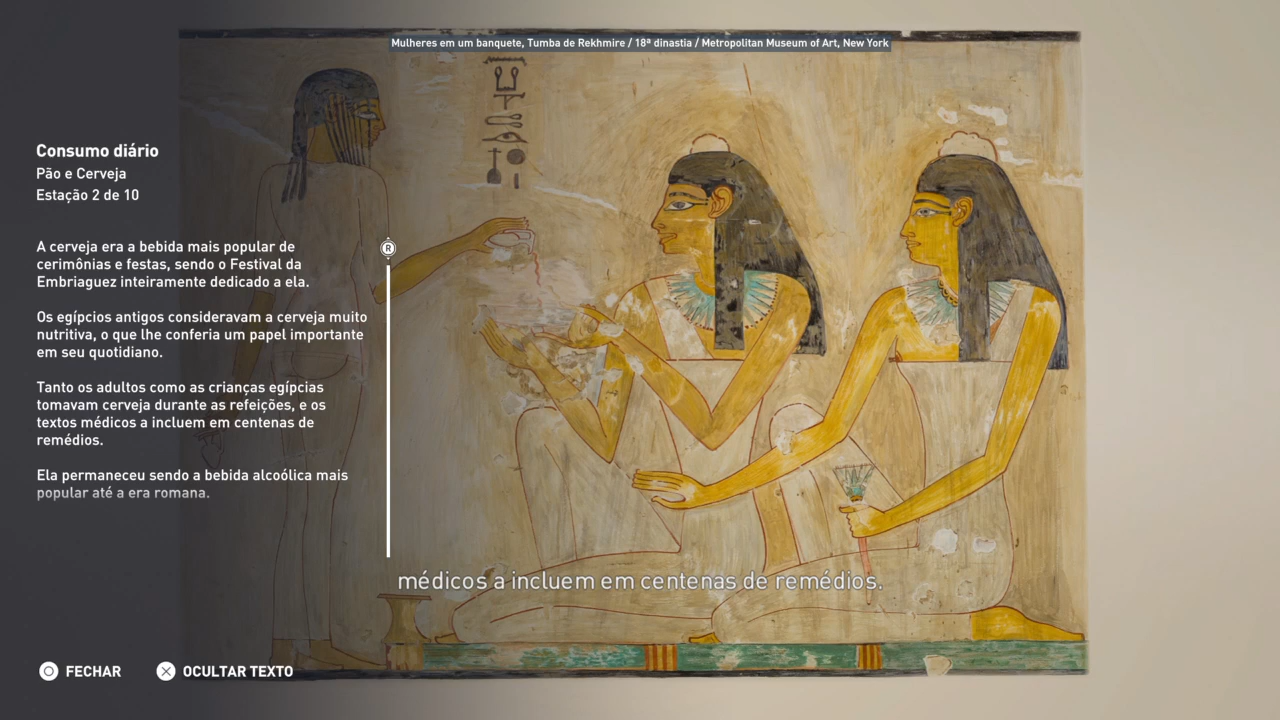 Mulheres em um banquete, Tumba de Rekhmire / 18ª dinastia / Metropolitan Museum of Art, New York
Consumo diário
Pão e Cerveja
Estação 2 de 10
A cerveja era a bebida mais popular de
cerimônias e festas, sendo o Festival da
Embriaguez inteiramente dedicado a ela.
Os egípcios antigos consideravam a cerveja muito
nutritiva, o que lhe conferia um papel importante
em seu quotidiano.
Tanto os adultos como as crianças egípcias
tomavam cerveja durante as refeições, e os
textos médicos a incluem em centenas de
remédios.
Ela permaneceu sendo a bebida alcoólica mais
popular até a era romana.
R
médicos a incluem em centenas de remédios.
FECHAR
OCULTAR TEXTO